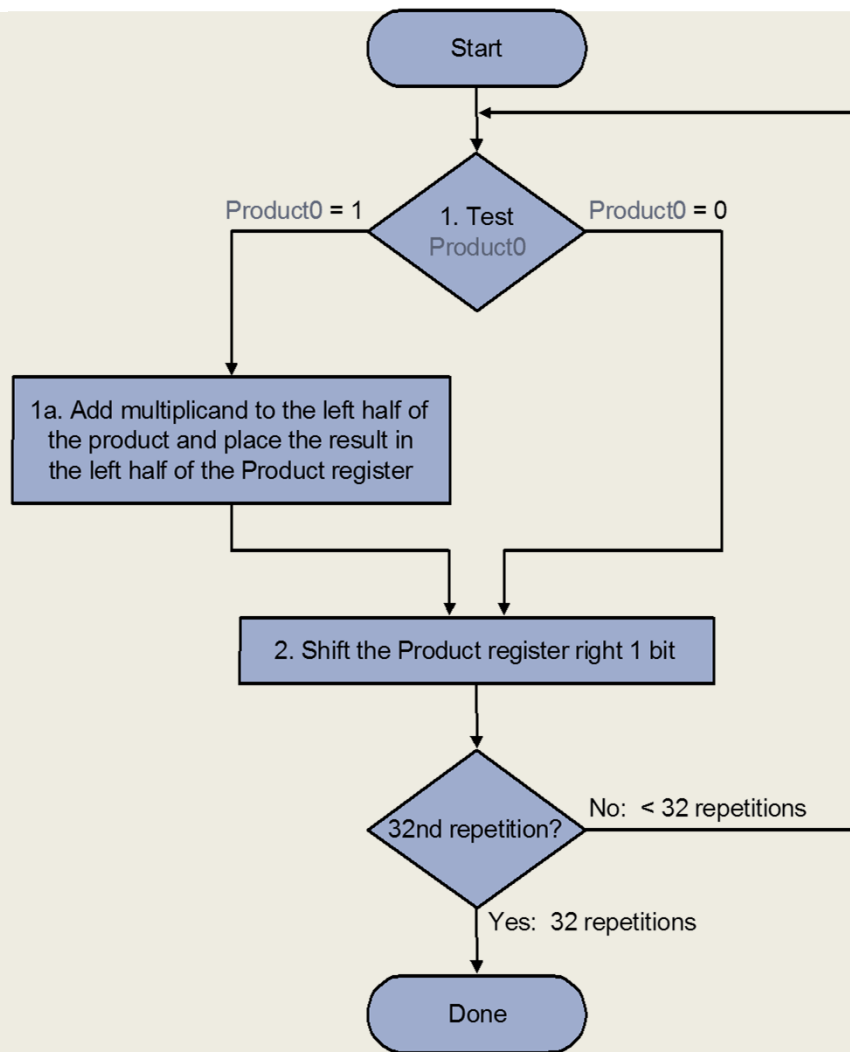 Start
Product0 = 1
1. Test
Product0
Product0 = 0
1a. Add multiplicand to the left half of
the product and place the result in
the left half of the Product register
2. Shift the Product register right 1 bit
32nd repetition?
No:  < 32 repetitions
Yes:  32 repetitions
Done